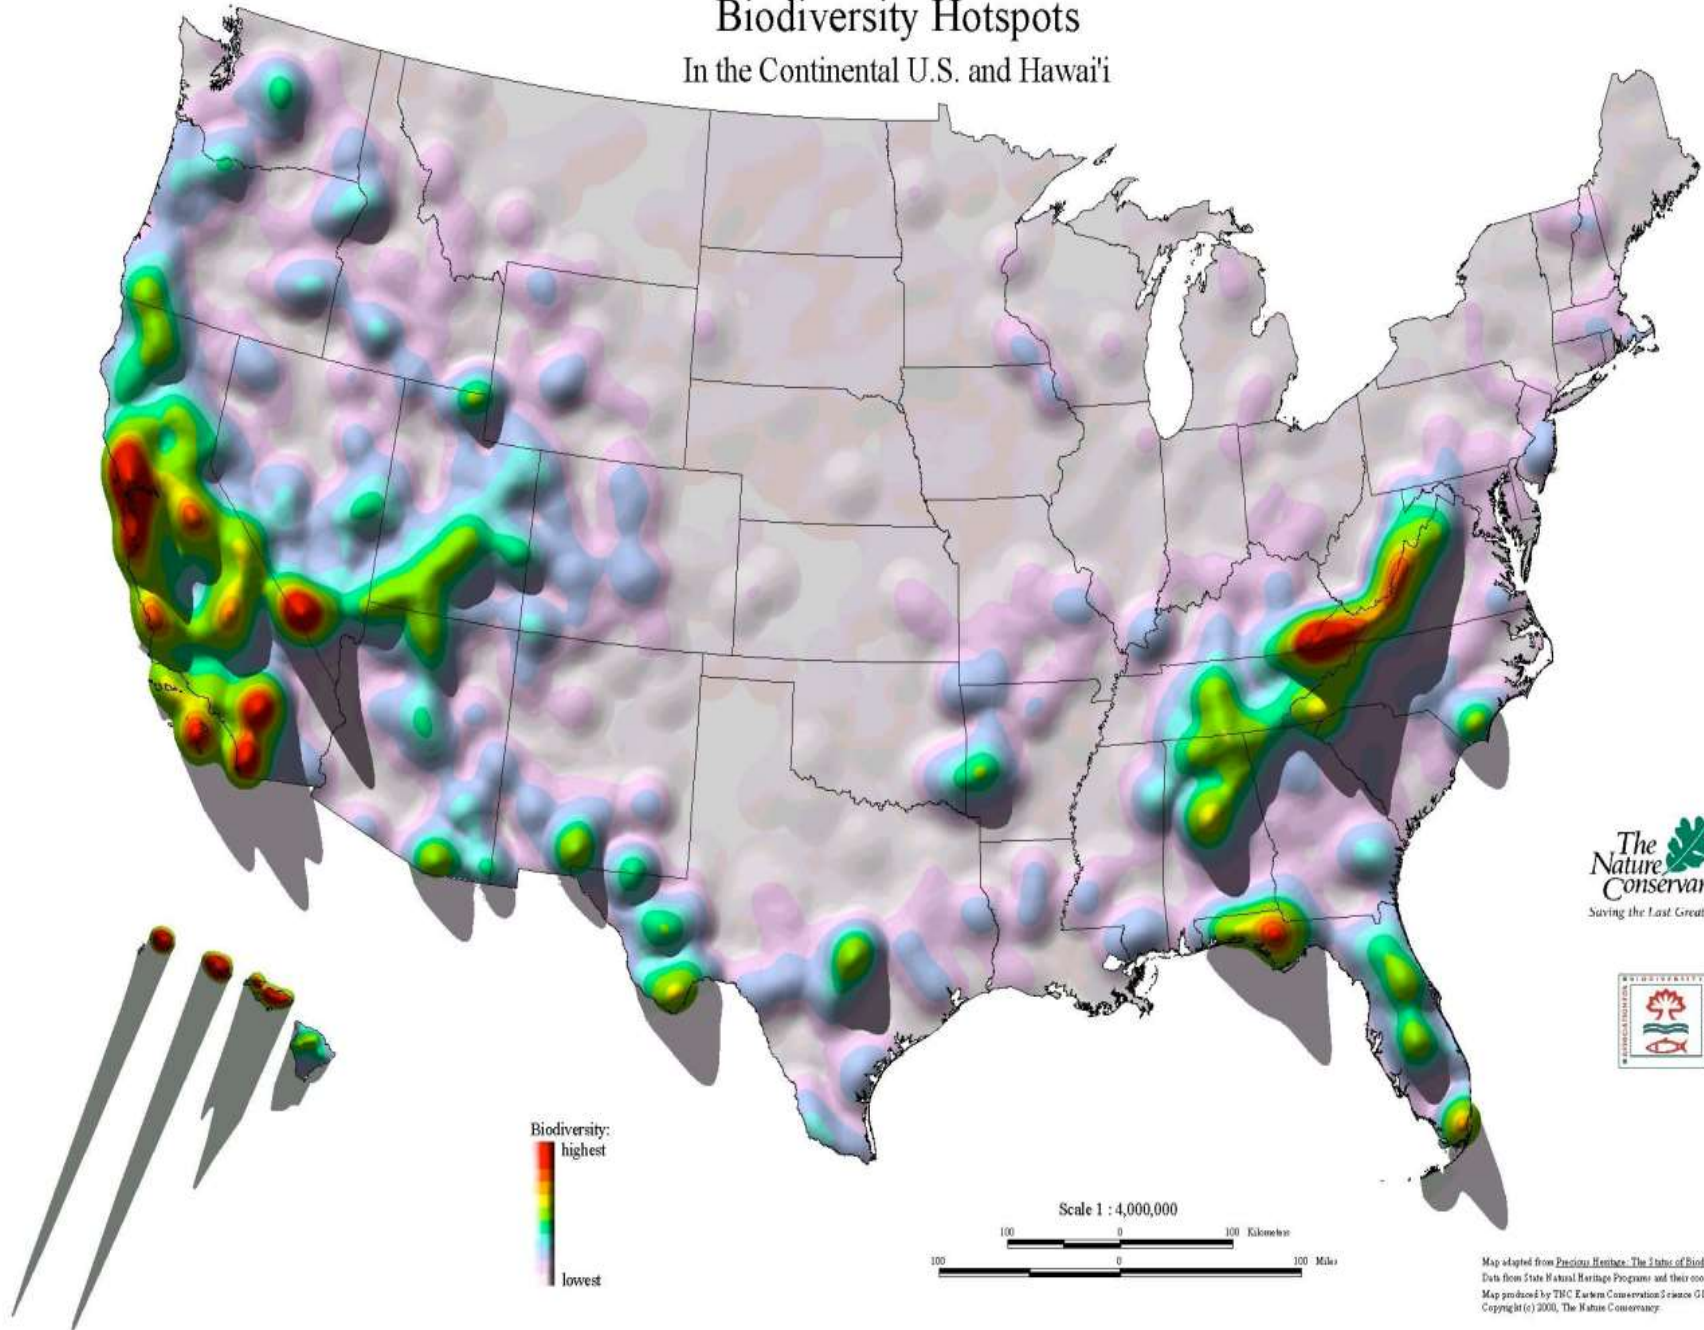 Biodiversity Hotspots
In the Continental U.S. and Hawai'i
The
Nature
Conservan
Saving the Last Great
Biodiversity:
highest
lowest
Scale 1 : 4,000,000
100 0 100 Kilometers
100 0 100 Miles
Map adapted from Precious Heritage: The Status of Biod
Data from State Natural Heritage Programs and their coo
Map produced by TNC Eastern Conservation Science GI
Copyright (c) 2000, The Nature Conservancy.